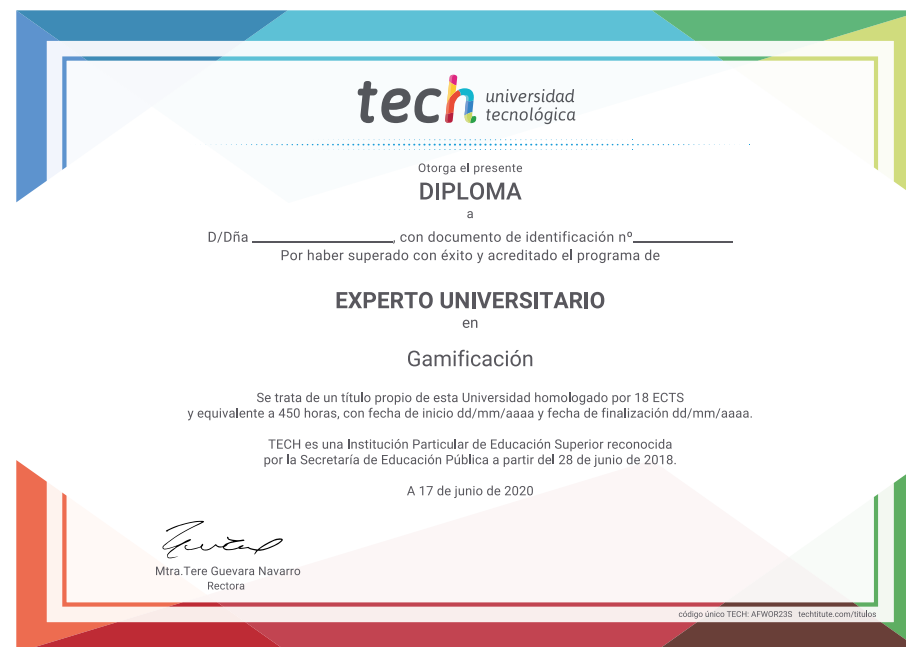 tech universidad
tecnológica
Otorga el presente
DIPLOMA
a
D/Dña ____________________, con documento de identificación nº______________
Por haber superado con éxito y acreditado el programa de
EXPERTO UNIVERSITARIO
en
Gamificación
Se trata de un título propio de esta Universidad homologado por 18 ECTS
y equivalente a 450 horas, con fecha de inicio dd/mm/aaaa y fecha de finalización dd/mm/aaaa.
TECH es una Institución Particular de Educación Superior reconocida
por la Secretaría de Educación Pública a partir del 28 de junio de 2018.
A 17 de junio de 2020
Mtra.Tere Guevara Navarro
Rectora
código único TECH: AFWOR23S techtitute.com/titulos